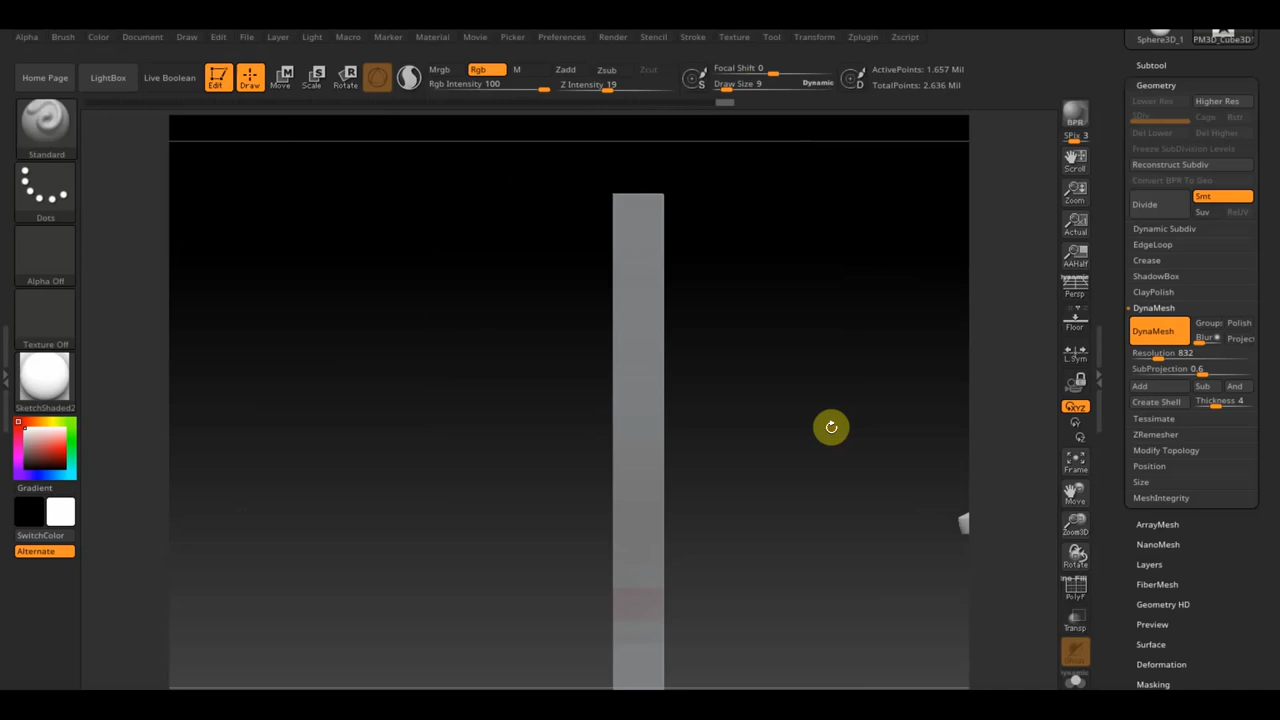 Alpha Brush Color Document Draw Edit File Layer Light Macro Marker Material Movie Picker Preferences Render Stencil Stroke Texture Tool Transform Zplugin Zscript
Sphere3D_1 PM3D_Cube3D
Home Page LightBox Live Boolean
Edit Draw Move Scale Rotate
Mrgb Rgb M
Rgb Intensity 100
Zadd Zsub Zcut
Z Intensity 19
S
Focal Shift 0
Draw Size 9 Dynamic
D
ActivePoints: 1.657 Mil
TotalPoints: 2.636 Mil
Standard
Dots
Alpha Off
Texture Off
SketchShaded2
Gradient
SwitchColor
Alternate
BPR
SPix 3
Scroll
Zoom
Actual
AAHalf
Dynamic
Persp
Floor
L.Sym
XYZ
Y
Z
Frame
Move
Zoom3D
Rotate
PolyF
Transp
Subtool
Geometry
Lower Res Higher Res
SDiv Cage Rstr
Del Lower Del Higher
Freeze SubDivision Levels
Reconstruct Subdiv
Convert BPR To Geo
Divide Smt
Suv ReUV
Dynamic Subdiv
EdgeLoop
Crease
ShadowBox
ClayPolish
DynaMesh
DynaMesh Group Polish
Blur Project
Resolution 832
SubProjection 0.6
Add Sub And
Create Shell Thickness 4
Tessimate
ZRemesher
Modify Topology
Position
Size
MeshIntegrity
ArrayMesh
NanoMesh
Layers
FiberMesh
Geometry HD
Preview
Surface
Deformation
Masking